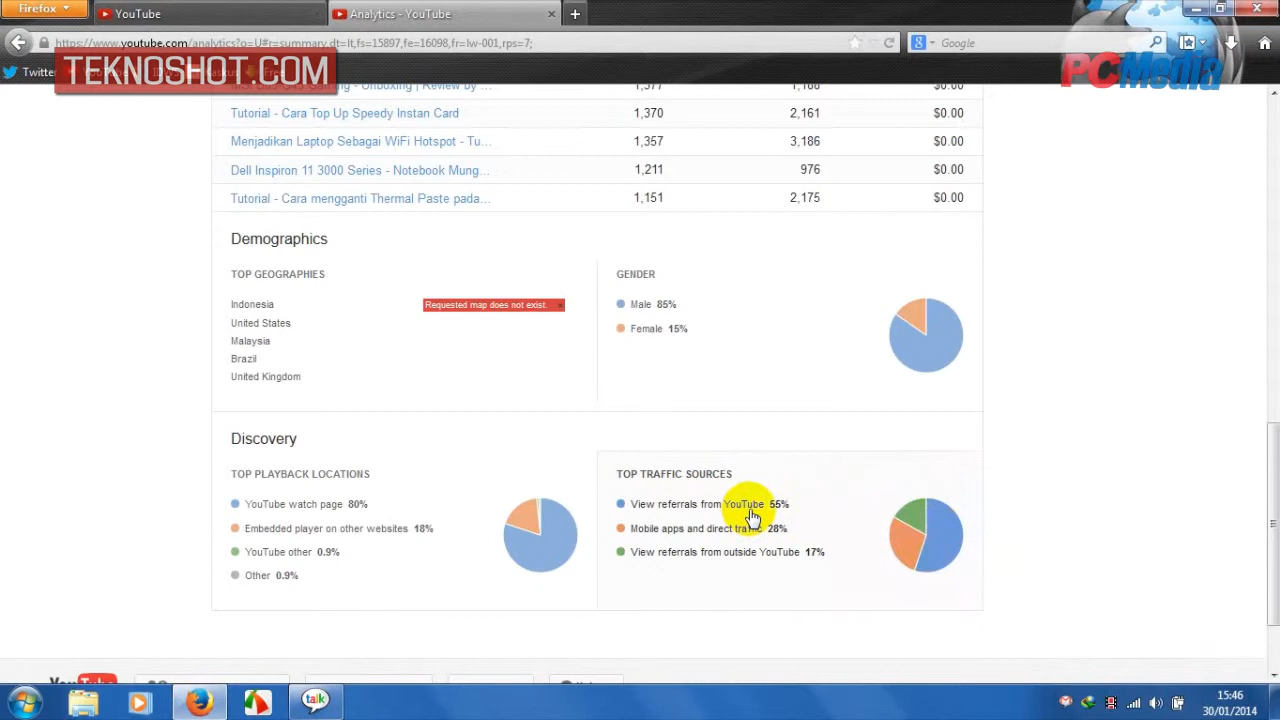 Firefox
YouTube
Analytics - YouTube
https://www.youtube.com/analytics?o=U#r=summary,dt=lt,fs=15897,fe=16098,fr=lw-001,rps=7;
Google
Twitter
TEKNOSHOT.COM
PCMedia
1,377 1,166 $0.00
Tutorial - Cara Top Up Speedy Instan Card 1,370 2,161 $0.00
Menjadikan Laptop Sebagai WiFi Hotspot - Tu... 1,357 3,186 $0.00
Dell Inspiron 11 3000 Series - Notebook Mung... 1,211 976 $0.00
Tutorial - Cara mengganti Thermal Paste pada... 1,151 2,175 $0.00
Demographics
TOP GEOGRAPHIES
Indonesia
United States
Malaysia
Brazil
United Kingdom
Requested map does not exist.
GENDER
Male 85%
Female 15%
Discovery
TOP PLAYBACK LOCATIONS
YouTube watch page 80%
Embedded player on other websites 18%
YouTube other 0.9%
Other 0.9%
TOP TRAFFIC SOURCES
View referrals from YouTube 55%
Mobile apps and direct traffic 28%
View referrals from outside YouTube 17%
talk
15:46
30/01/2014